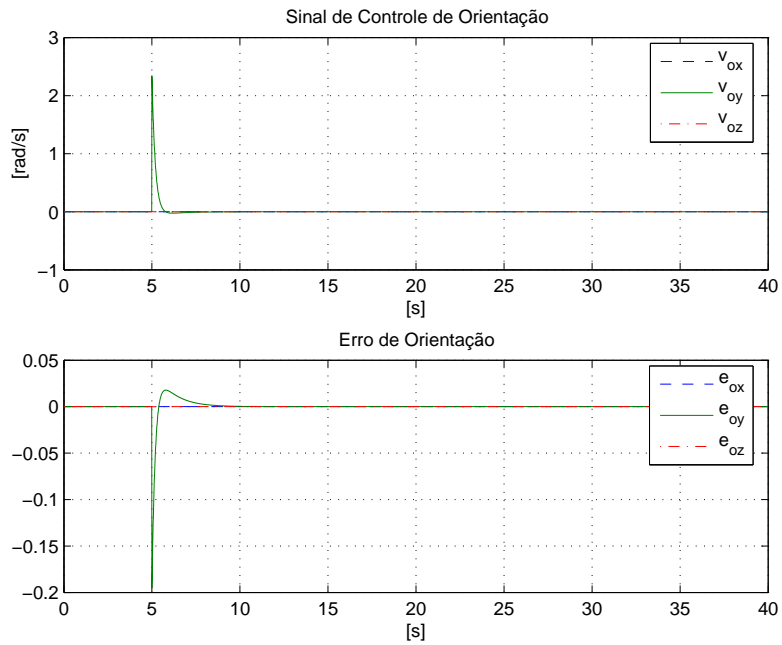 Sinal de Controle de Orientação
3
2
1
0
−1
[rad/s]
v_ox
v_oy
v_oz
0 5 10 15 20 25 30 35 40
[s]
Erro de Orientação
0.05
0
−0.05
−0.1
−0.15
−0.2
e_ox
e_oy
e_oz
0 5 10 15 20 25 30 35 40
[s]